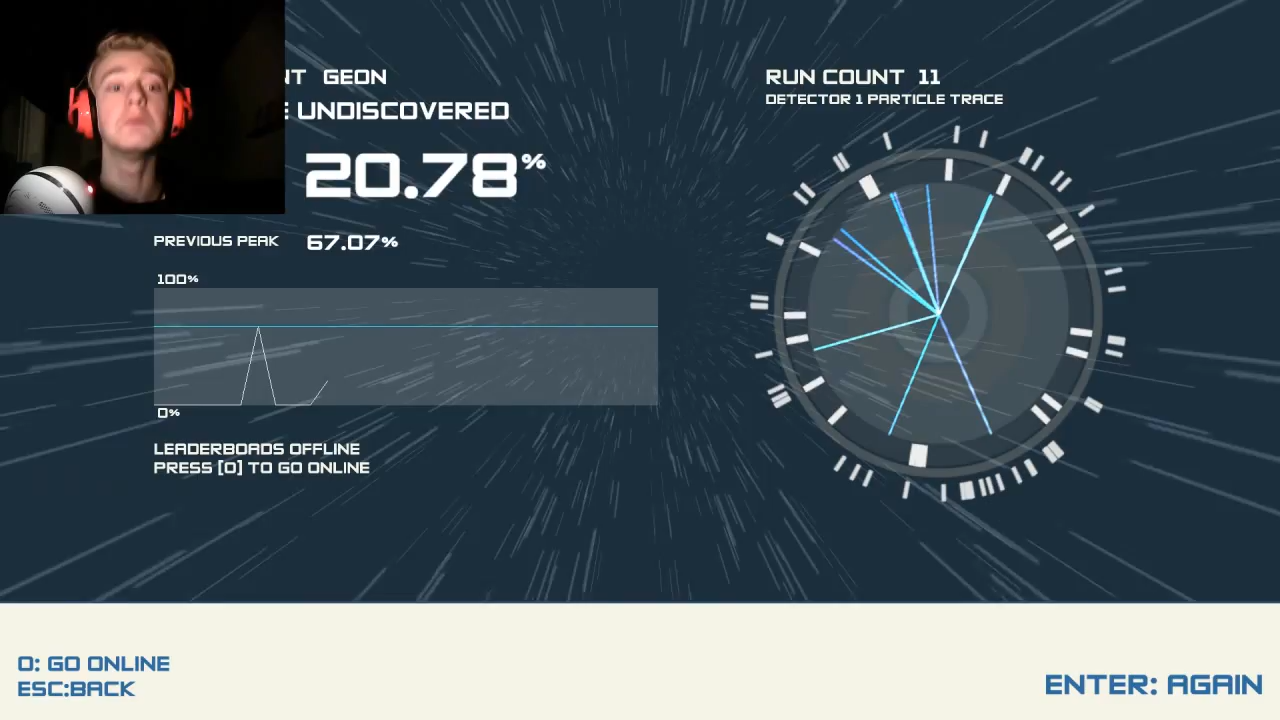 NT GEON
E UNDISCOVERED
20.78%
PREVIOUS PEAK 67.07%
100%
0%
LEADERBOADS OFFLINE
PRESS [O] TO GO ONLINE
RUN COUNT 11
DETECTOR 1 PARTICLE TRACE
O: GO ONLINE
ESC:BACK
ENTER: AGAIN